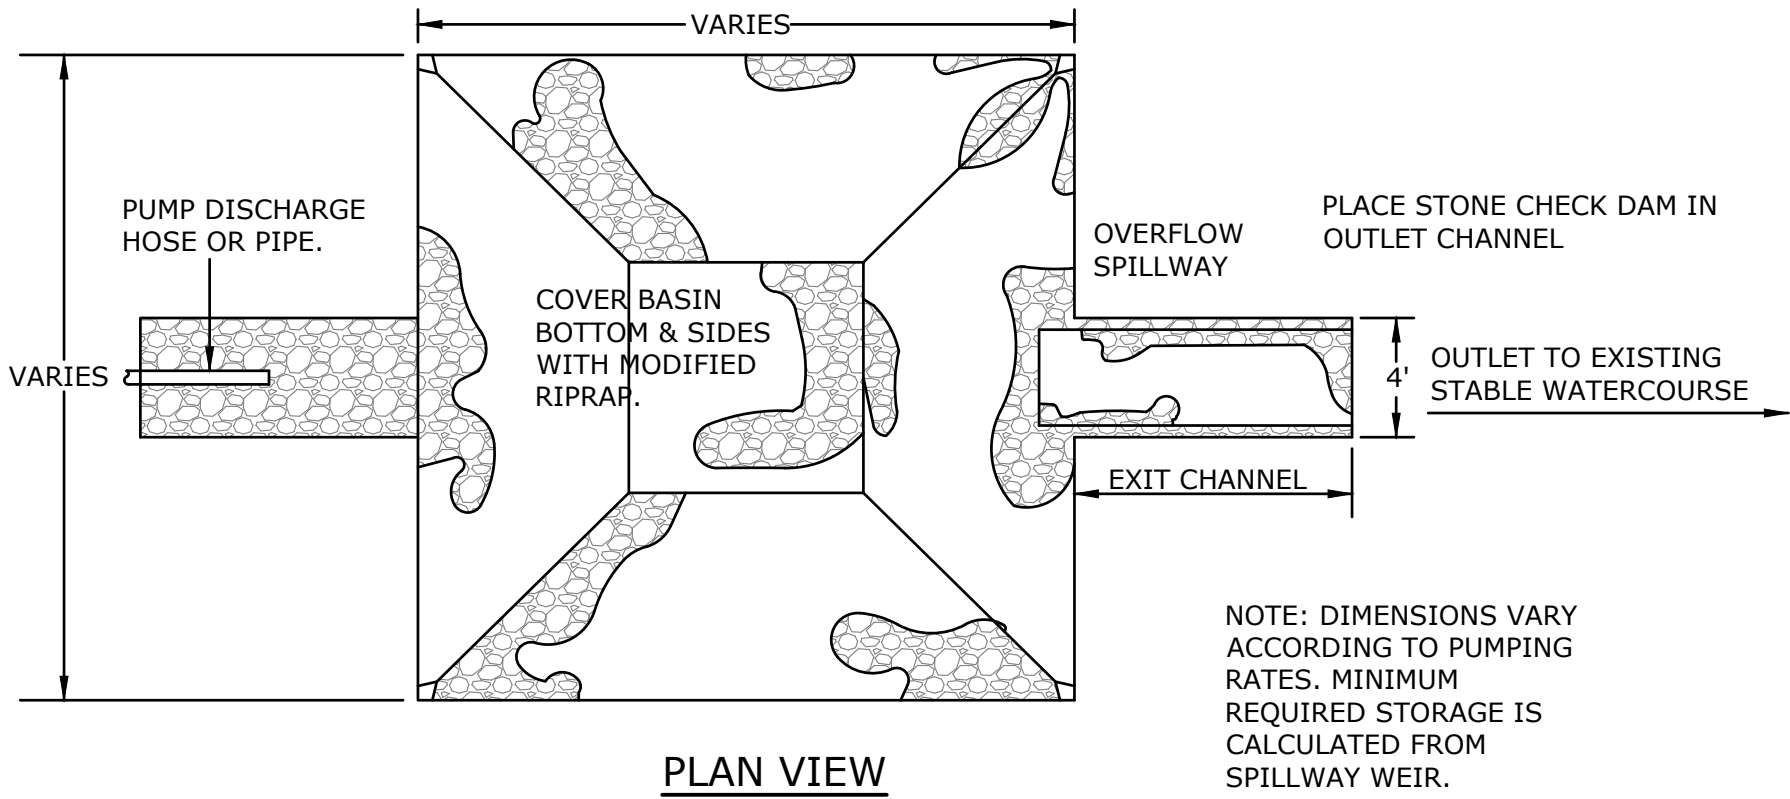 VARIES
PUMP DISCHARGE
HOSE OR PIPE.
VARIES
COVER BASIN
BOTTOM & SIDES
WITH MODIFIED
RIPRAP.
OVERFLOW
SPILLWAY
PLACE STONE CHECK DAM IN
OUTLET CHANNEL
4'
OUTLET TO EXISTING
STABLE WATERCOURSE
EXIT CHANNEL
NOTE: DIMENSIONS VARY
ACCORDING TO PUMPING
RATES. MINIMUM
REQUIRED STORAGE IS
CALCULATED FROM
SPILLWAY WEIR.
PLAN VIEW